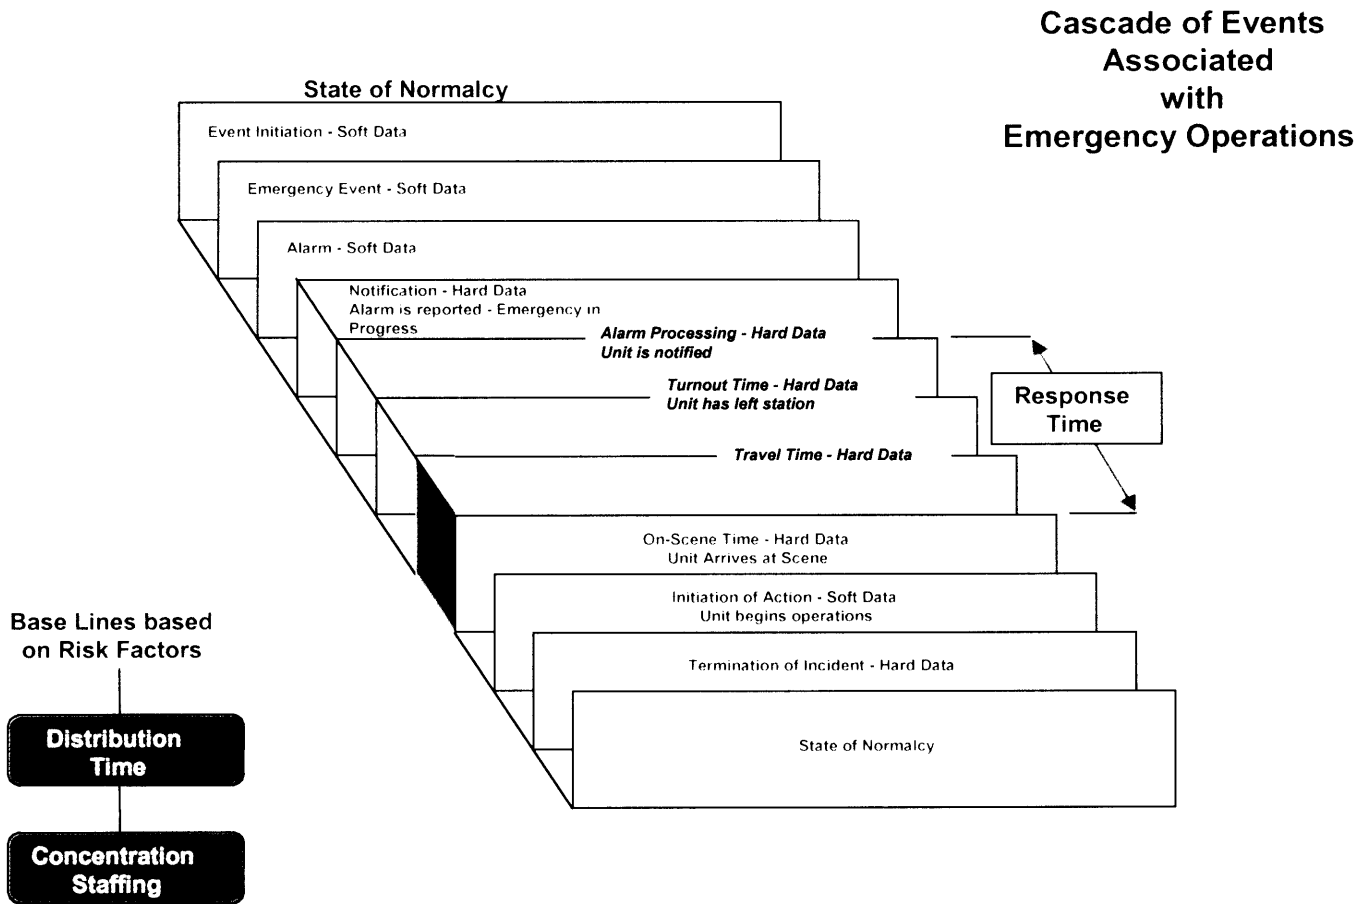 Cascade of Events
Associated
with
Emergency Operations
State of Normalcy
Event Initiation - Soft Data
Emergency Event - Soft Data
Alarm - Soft Data
Notification - Hard Data
Alarm is reported - Emergency in
Progress
Alarm Processing - Hard Data
Unit is notified
Turnout Time - Hard Data
Unit has left station
Response
Time
Travel Time - Hard Data
On-Scene Time - Hard Data
Unit Arrives at Scene
Initiation of Action - Soft Data
Unit begins operations
Termination of Incident - Hard Data
State of Normalcy
Base Lines based
on Risk Factors
Distribution
Time
Concentration
Staffing